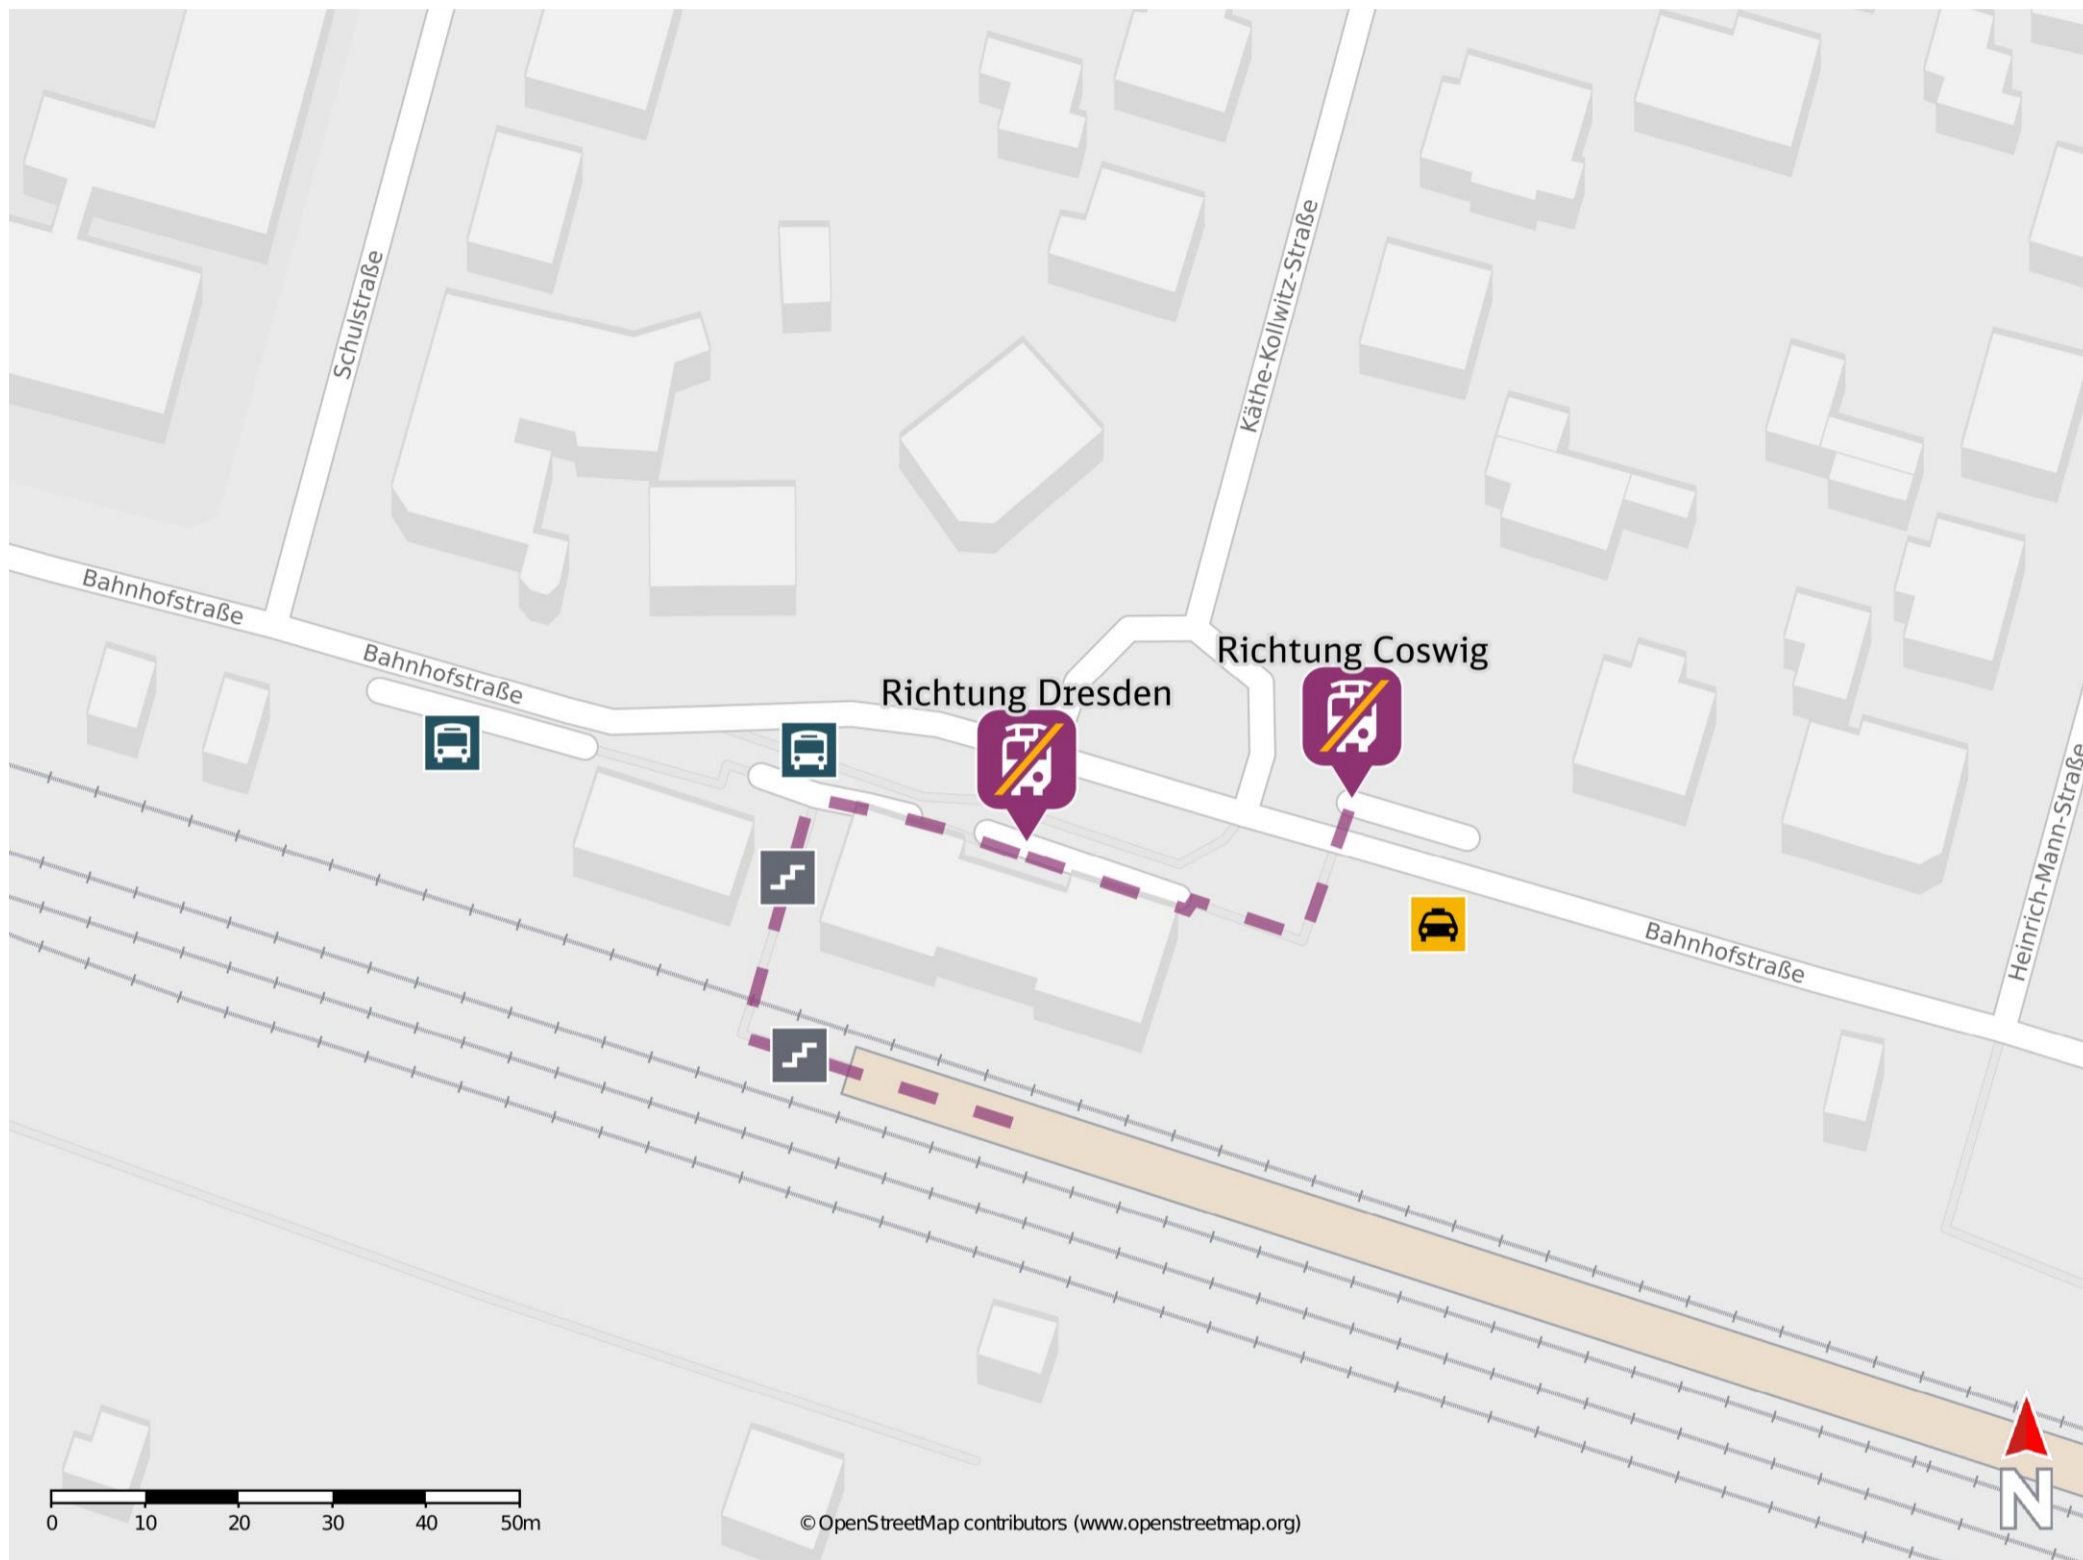 Schulstraße
Käthe-Kollwitz-Straße
Bahnhofstraße
Bahnhofstraße
Richtung Coswig
Richtung Dresden
Bahnhofstraße
Heinrich-Mann-Straße
N
0 10 20 30 40 50m
© OpenStreetMap contributors (www.openstreetmap.org)